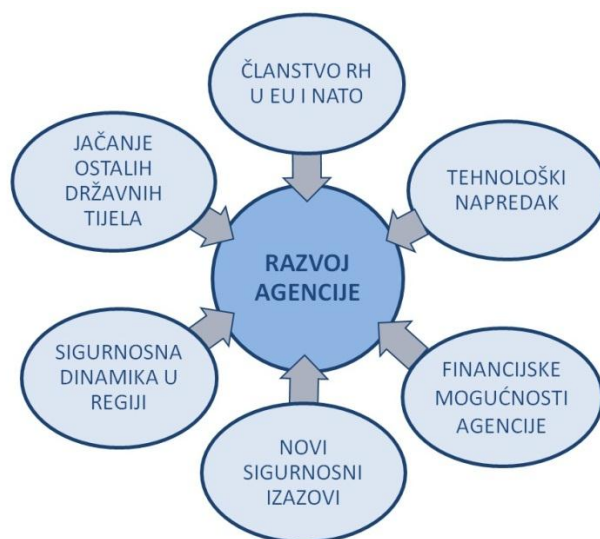 ČLANSTVO RH
U EU I NATO
TEHNOLOŠKI
NAPREDAK
FINANCIJSKE
MOGUĆNOSTI
AGENCIJE
NOVI
SIGURNOSNI
IZAZOVI
SIGURNOSNA
DINAMIKA U
REGIJI
JAČANJE
OSTALIH
DRŽAVNIH
TIJELA
RAZVOJ
AGENCIJE